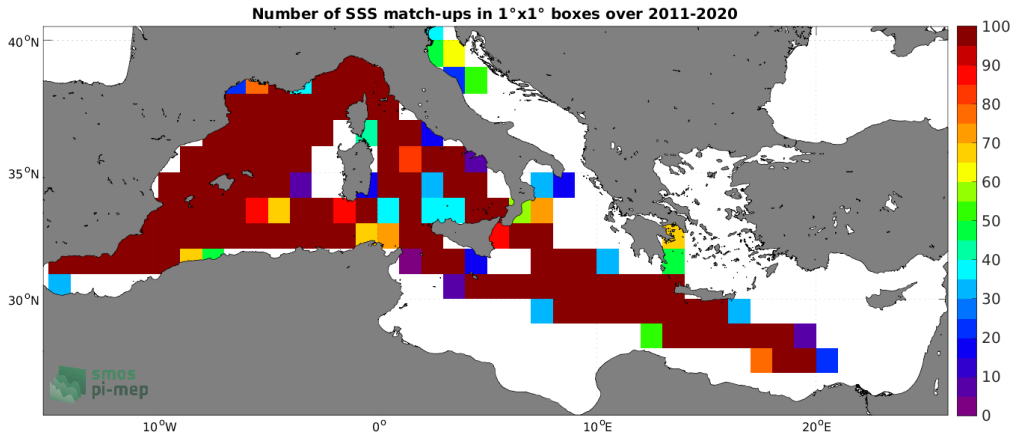 Number of SSS match-ups in 1°x1° boxes over 2011-2020
40°N
35°N
30°N
10°W
0°
10°E
20°E
100
90
80
70
60
50
40
30
20
10
0
smos
pi-mep